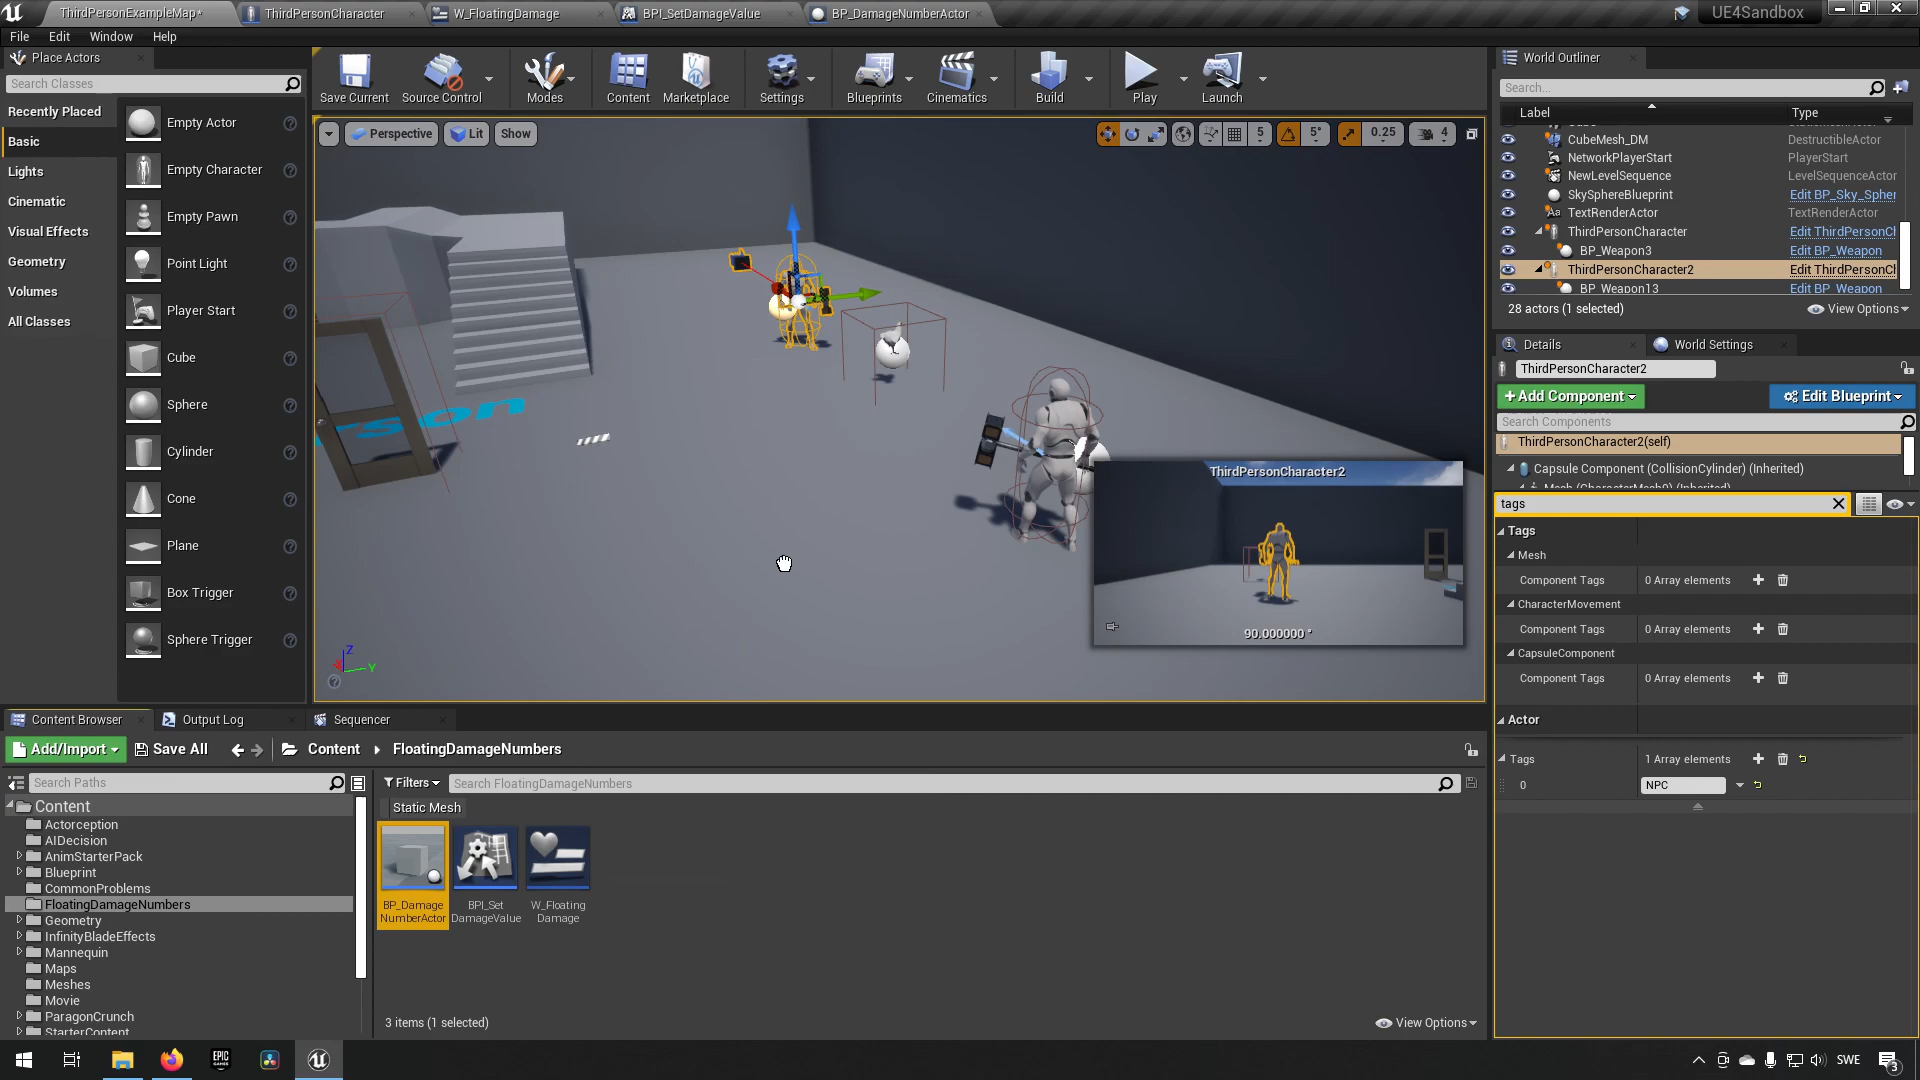 ThirdPersonExampleMap*
ThirdPersonCharacter
W_FloatingDamage
BPI_SetDamageValue
BP_DamageNumberActor
UE4Sandbox
File
Edit
Window
Help
Place Actors
Search Classes
Recently Placed
Basic
Lights
Cinematic
Visual Effects
Geometry
Volumes
All Classes
Empty Actor
Empty Character
Empty Pawn
Point Light
Player Start
Cube
Sphere
Cylinder
Cone
Plane
Box Trigger
Sphere Trigger
Save Current
Source Control
Modes
Content
Marketplace
Settings
Blueprints
Cinematics
Build
Play
Launch
Perspective
Lit
Show
5
5°
0.25
4
ThirdPersonCharacter2
90.000000 °
Z
Y
World Outliner
Search...
Label
Type
CubeMesh_DM
DestructibleActor
NetworkPlayerStart
PlayerStart
NewLevelSequence
LevelSequenceActor
SkySphereBlueprint
Edit BP_Sky_Spher
TextRenderActor
TextRenderActor
ThirdPersonCharacter
Edit ThirdPersonCl
BP_Weapon3
Edit BP_Weapon
ThirdPersonCharacter2
Edit ThirdPersonCl
BP_Weapon13
Edit BP_Weapon
28 actors (1 selected)
View Options
Details
World Settings
ThirdPersonCharacter2
+Add Component
Edit Blueprint
Search Components
ThirdPersonCharacter2(self)
Capsule Component (CollisionCylinder) (Inherited)
Mesh (CharacterMesh0) (Inherited)
tags
Tags
Mesh
Component Tags
0 Array elements
CharacterMovement
Component Tags
0 Array elements
CapsuleComponent
Component Tags
0 Array elements
Actor
Tags
1 Array elements
0
NPC
Content Browser
Output Log
Sequencer
Add/Import
Save All
Content
FloatingDamageNumbers
Search Paths
Filters
Search FloatingDamageNumbers
Static Mesh
Content
Actorception
AIDecision
AnimStarterPack
Blueprint
CommonProblems
FloatingDamageNumbers
Geometry
InfinityBladeEffects
Mannequin
Maps
Meshes
Movie
ParagonCrunch
StarterContent
BP_Damage
NumberActor
BPI_Set
DamageValue
W_Floating
Damage
3 items (1 selected)
View Options
EPIC
GAMES
SWE
3